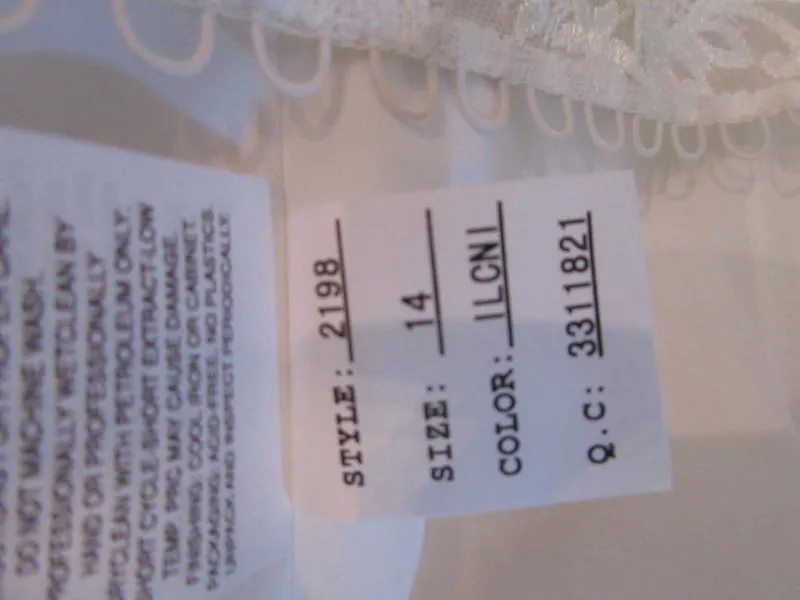 DO NOT MACHINE WASH.
PROFESSIONALLY WETCLEAN BY
HAND OR PROFESSIONALLY
DRYCLEAN WITH PETROLEUM ONLY:
SHORT CYCLE-SHORT EXTRACT-LOW
TEMP. PRC MAY CAUSE DAMAGE.
FINISHING: COOL IRON OR CABINET.
PACKAGING: ACID-FREE, NO PLASTICS.
UNPACK AND INSPECT PERIODICALLY.
STYLE: 2198
SIZE: 14
COLOR: ILCNI
Q.C: 3311821